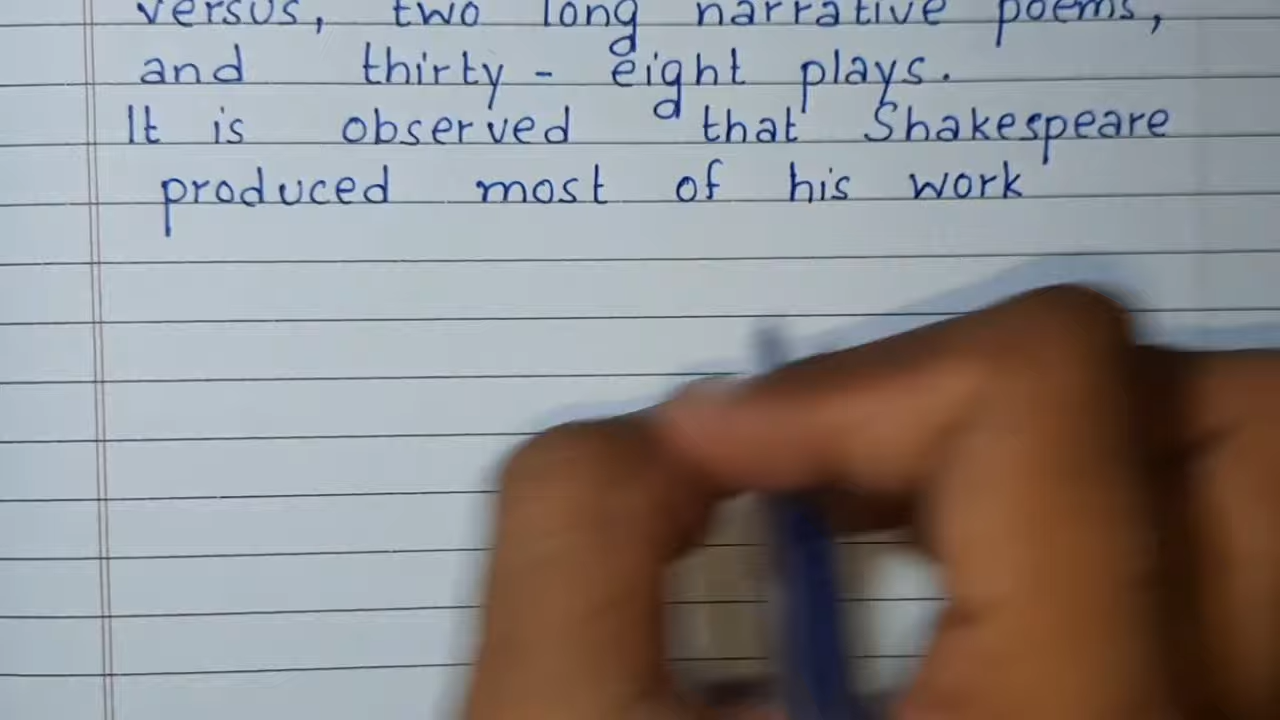 versus, two long narrative poems,
and thirty - eight plays.
It is observed that Shakespeare
produced most of his work